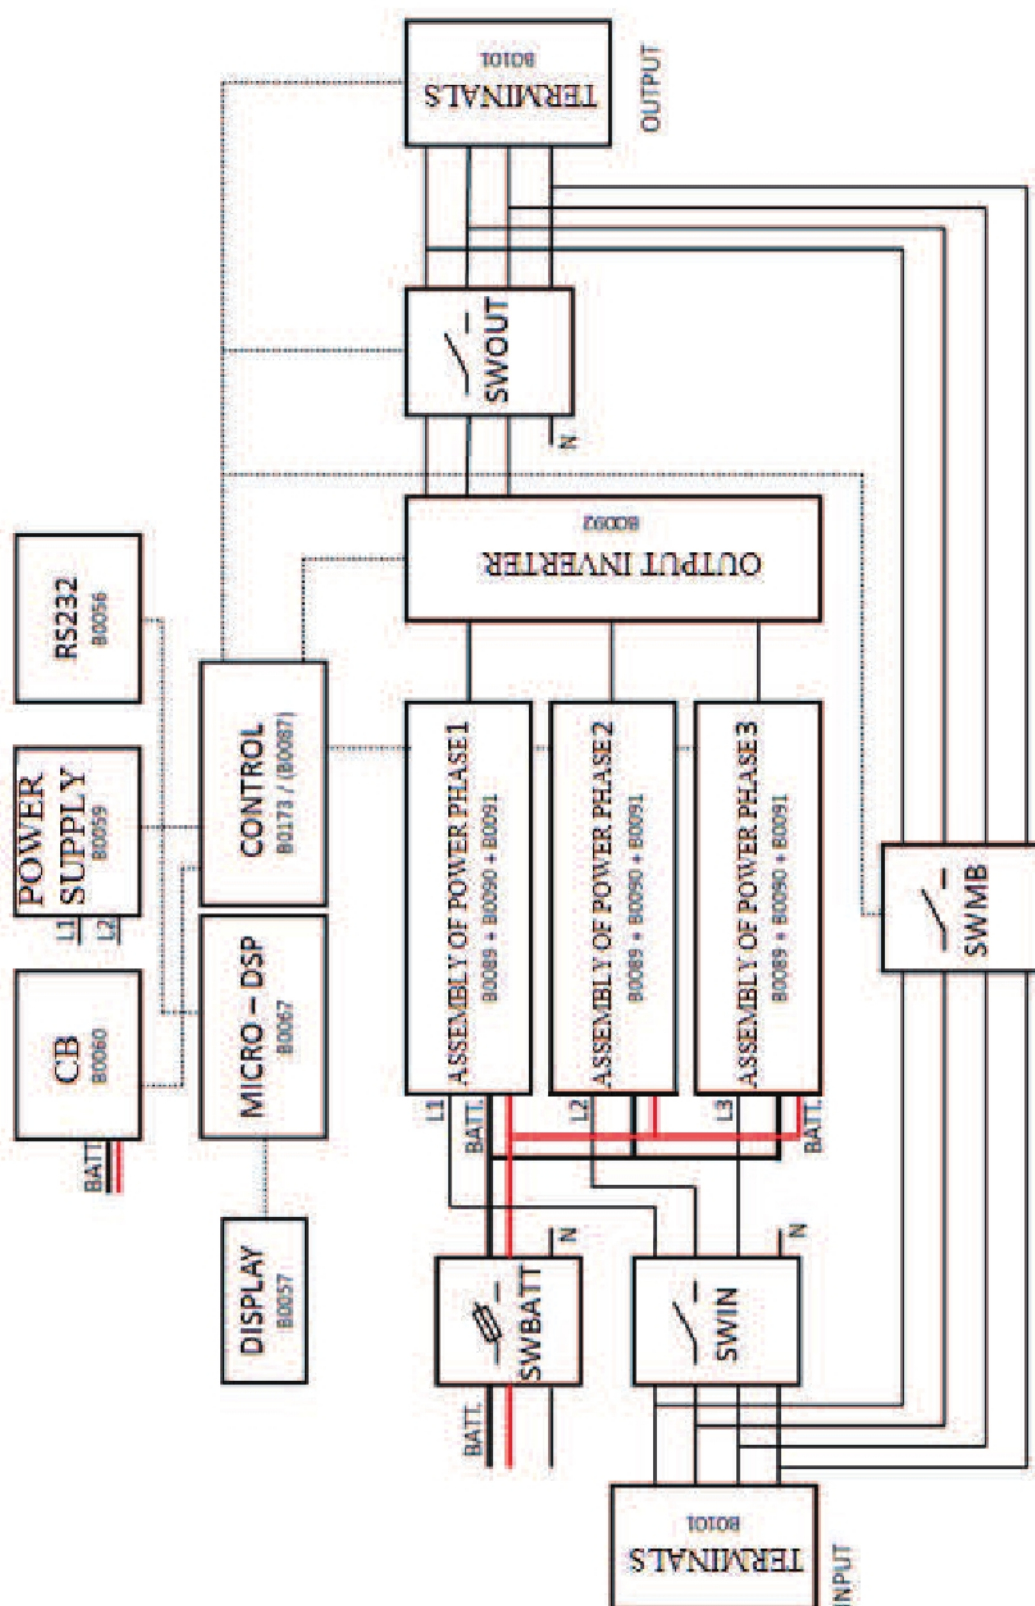 CB
B0060
BATT
POWER
SUPPLY
B0059
L1
L2
RS232
B0056
DISPLAY
B0057
MICRO – DSP
B0067
CONTROL
B0173 / (B0087)
BATT.
SWBATT
N
L1
BATT.
ASSEMBLY OF POWER PHASE1
B0089 + B0090 + B0091
L2
ASSEMBLY OF POWER PHASE2
B0089 + B0090 + B0091
L3
BATT.
ASSEMBLY OF POWER PHASE3
B0089 + B0090 + B0091
OUTPUT INVERTER
B0092
SWOUT
N
TERMINALS
B0101
OUTPUT
TERMINALS
B0101
INPUT
SWIN
N
SWMB